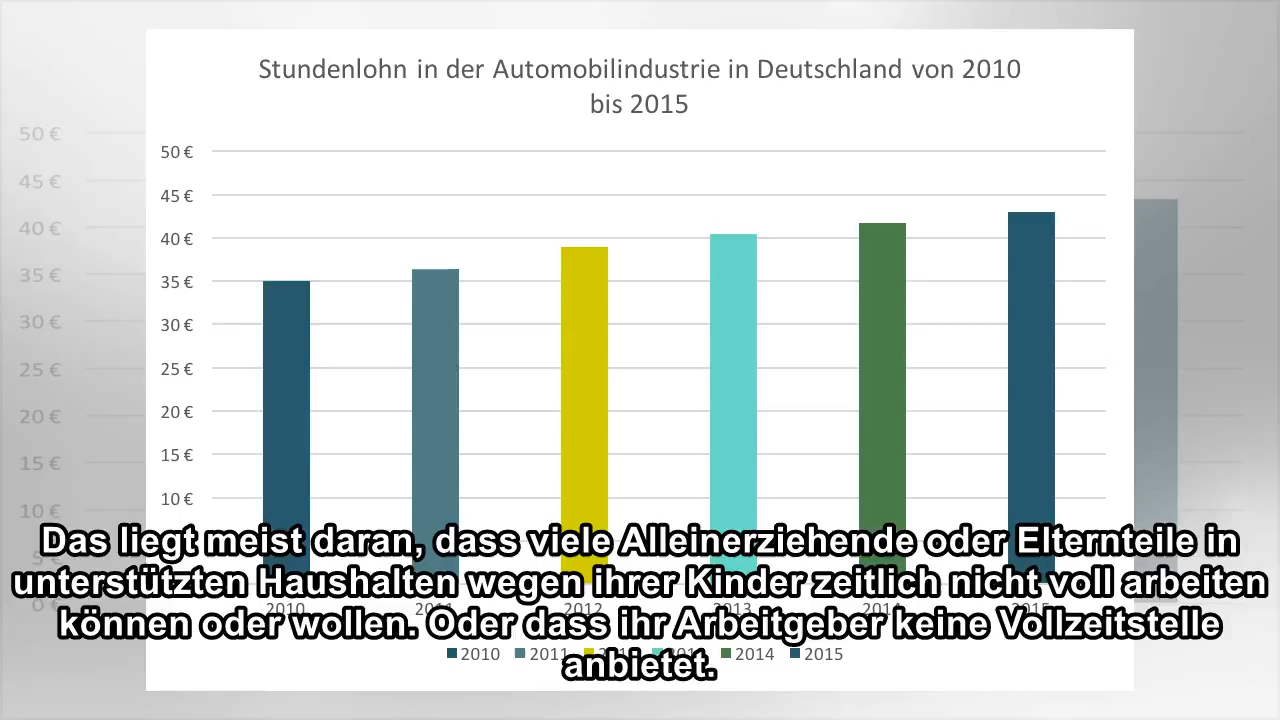 Stundenlohn in der Automobilindustrie in Deutschland von 2010
bis 2015
50 €
45 €
40 €
35 €
30 €
25 €
20 €
15 €
10 €
50 €
45 €
40 €
35 €
30 €
25 €
20 €
15 €
10 €
Das liegt meist daran, dass viele Alleinerziehende oder Elternteile in
unterstützten Haushalten wegen ihrer Kinder zeitlich nicht voll arbeiten
können oder wollen. Oder dass ihr Arbeitgeber keine Vollzeitstelle
anbietet.
2010 2011 2012 2013 2014 2015
2010 2011 2014 2015